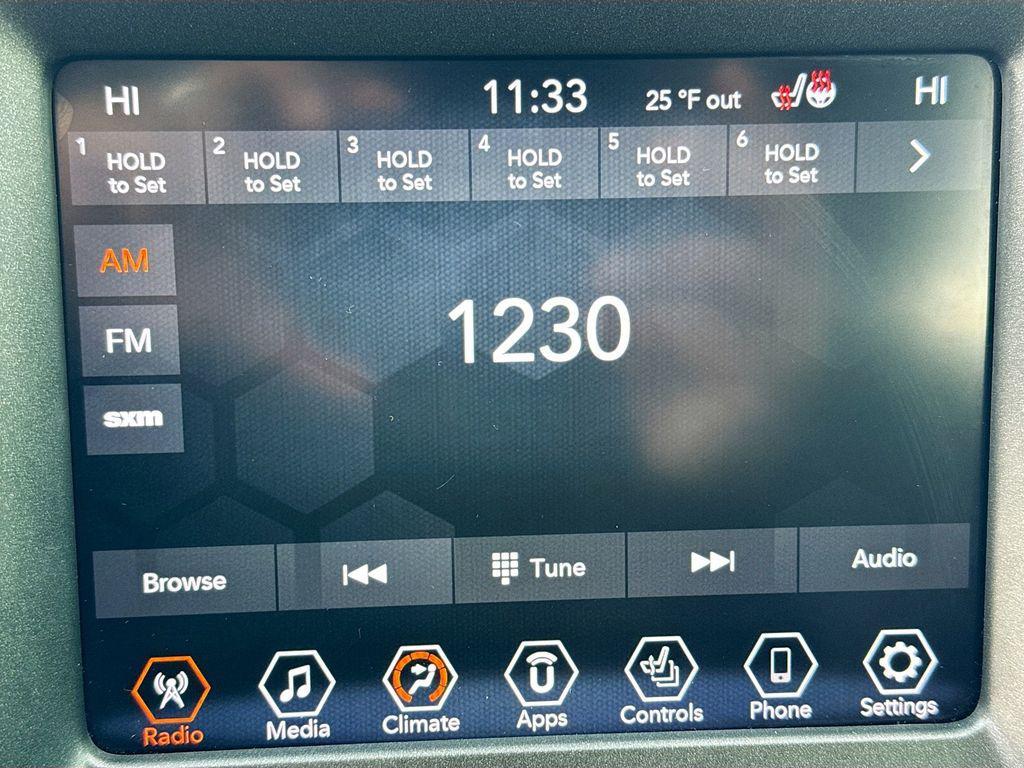 HI 11:33 25 °F out HI
1 HOLD to Set
2 HOLD to Set
3 HOLD to Set
4 HOLD to Set
5 HOLD to Set
6 HOLD to Set
AM
1230
FM
sxm
Browse Tune Audio
Radio Media Climate Apps Controls Phone Settings